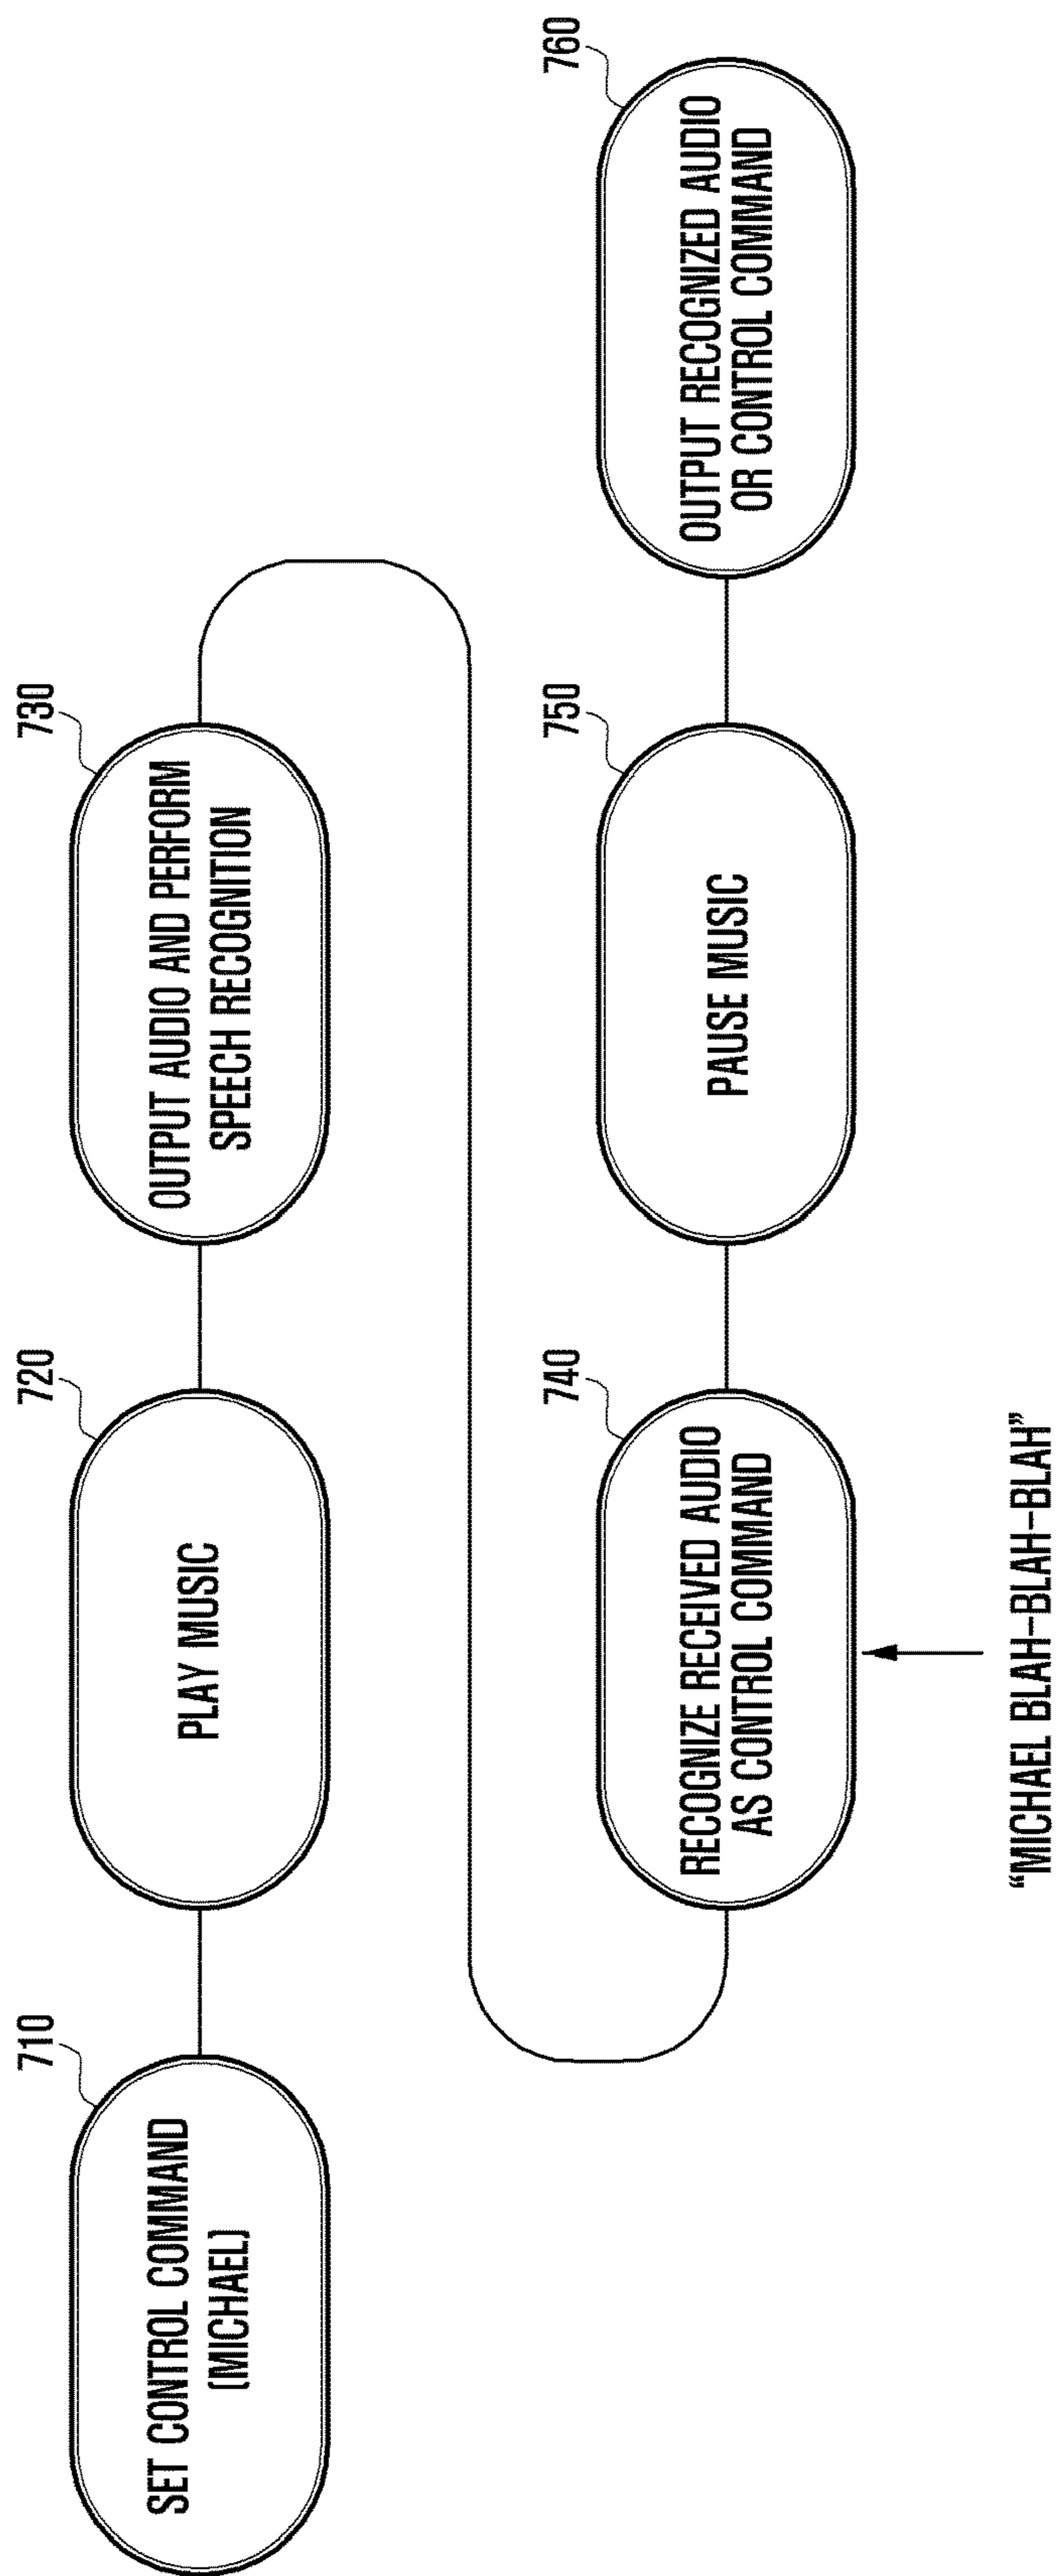 710
SET CONTROL COMMAND
(MICHAEL)
720
PLAY MUSIC
730
OUTPUT AUDIO AND PERFORM
SPEECH RECOGNITION
740
RECOGNIZE RECEIVED AUDIO
AS CONTROL COMMAND
“MICHAEL BLAH-BLAH-BLAH”
750
PAUSE MUSIC
760
OUTPUT RECOGNIZED AUDIO
OR CONTROL COMMAND